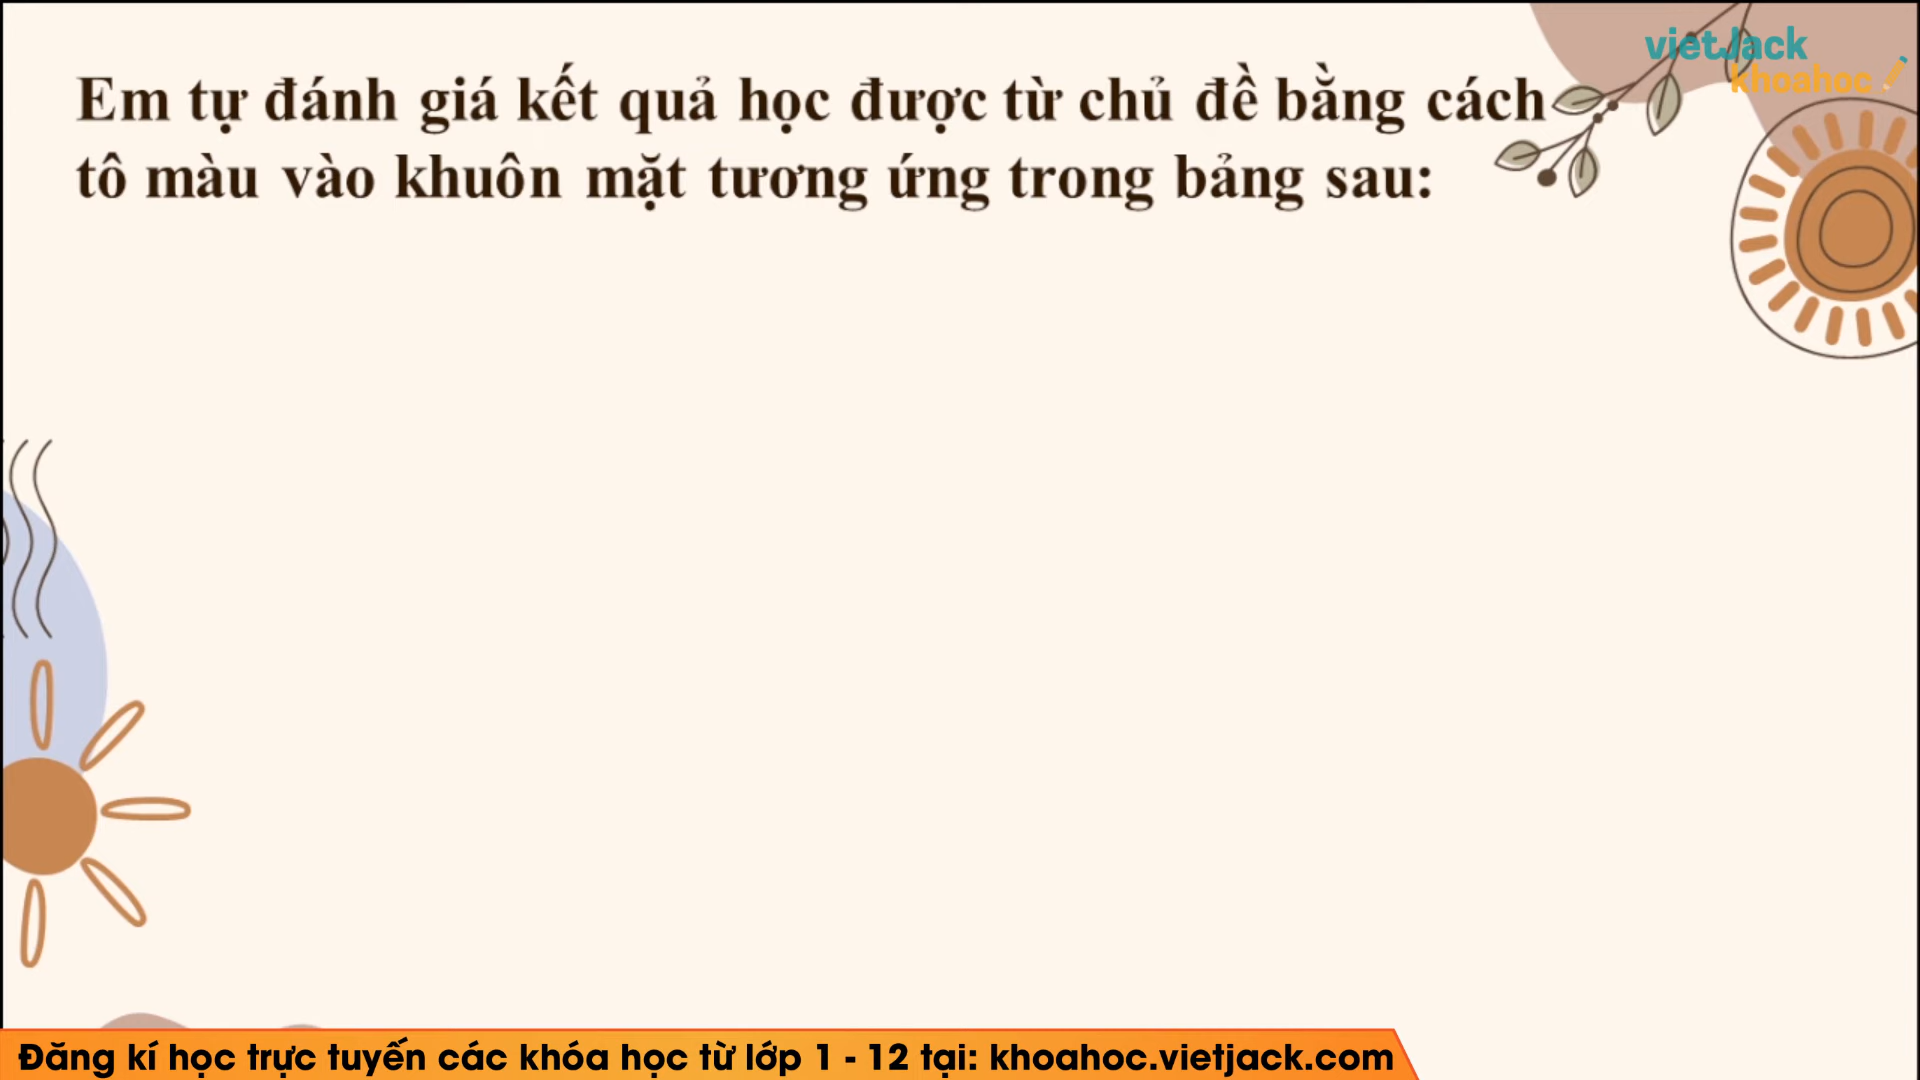 vietJack
khoahoc
Em tự đánh giá kết quả học được từ chủ đề bằng cách
tô màu vào khuôn mặt tương ứng trong bảng sau:
Đăng kí học trực tuyến các khóa học từ lớp 1 - 12 tại: khoahoc.vietjack.com